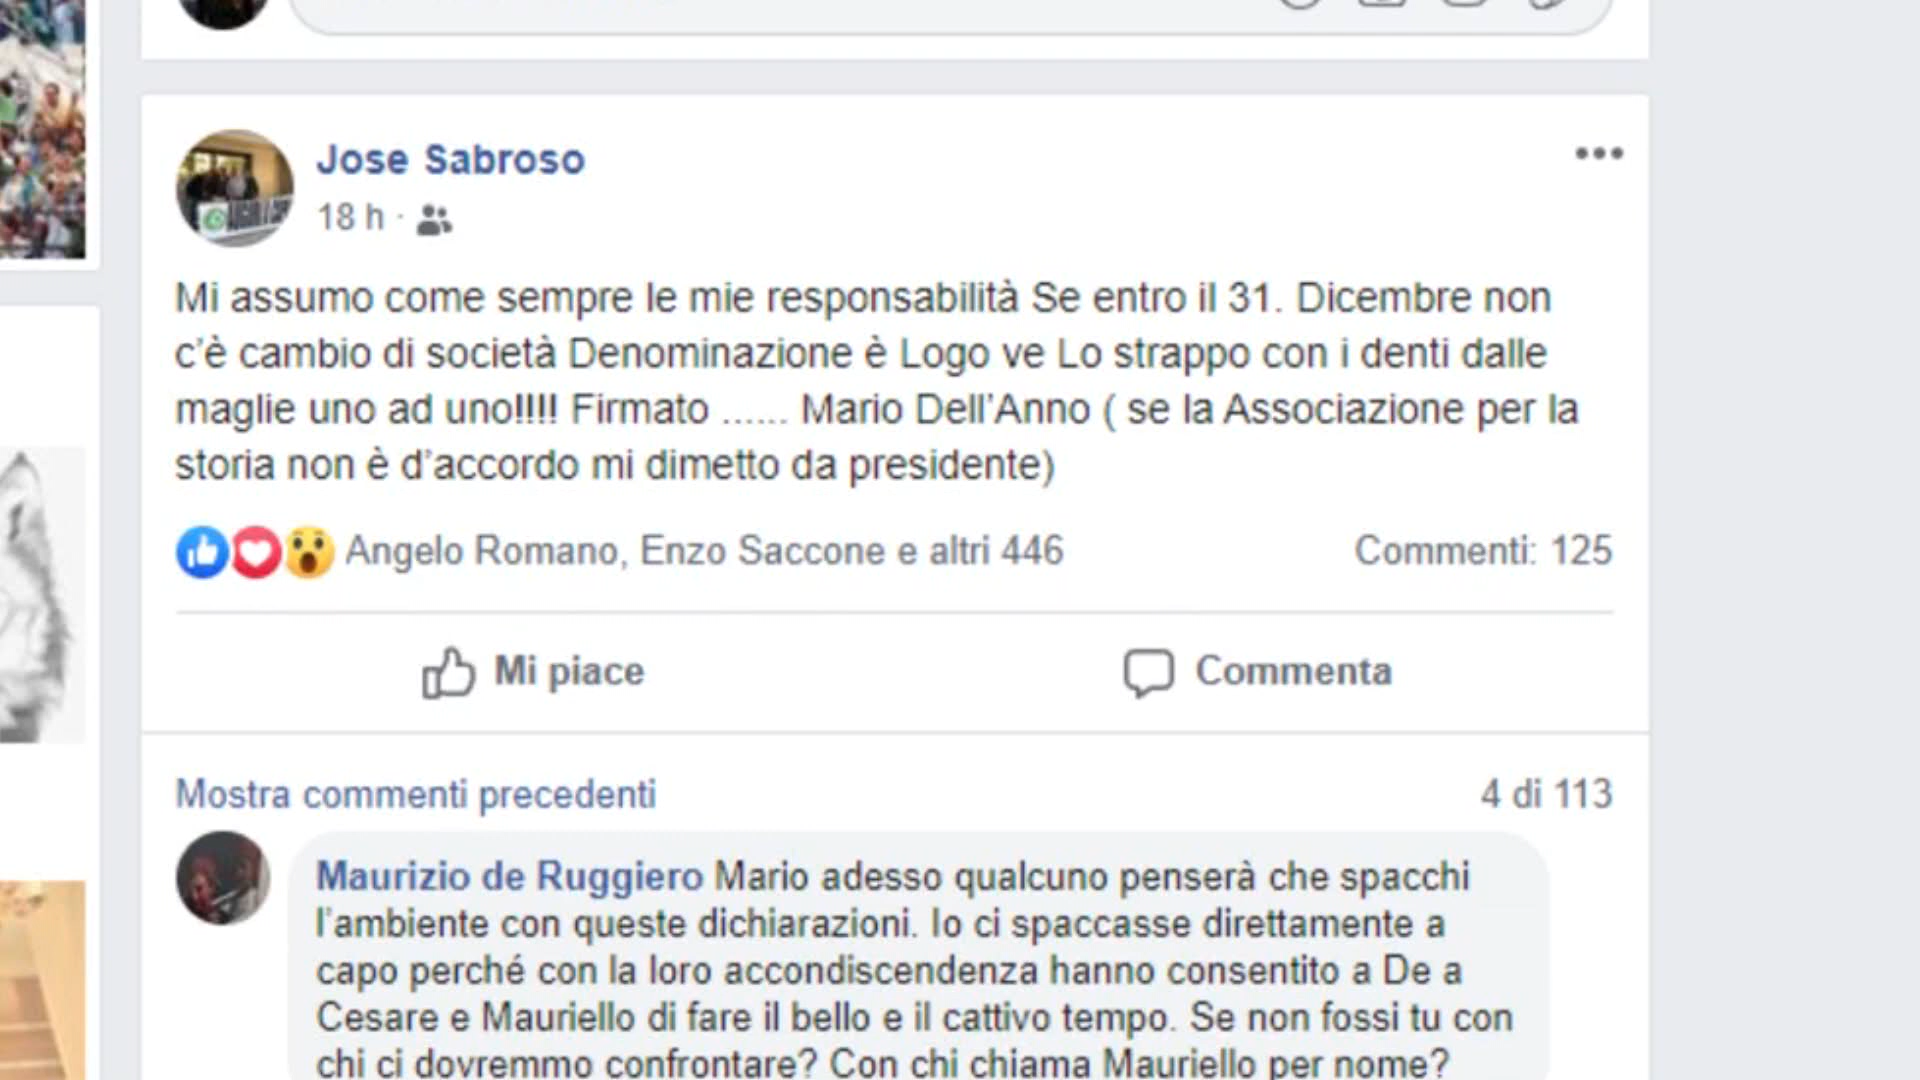 Jose Sabroso
18 h ·
Mi assumo come sempre le mie responsabilità Se entro il 31. Dicembre non
c'è cambio di società Denominazione è Logo ve Lo strappo con i denti dalle
maglie uno ad uno!!!! Firmato ...... Mario Dell'Anno ( se la Associazione per la
storia non è d'accordo mi dimetto da presidente)
Angelo Romano, Enzo Saccone e altri 446 Commenti: 125
Mi piace Commenta
Mostra commenti precedenti 4 di 113
Maurizio de Ruggiero Mario adesso qualcuno penserà che spacchi
l'ambiente con queste dichiarazioni. Io ci spaccasse direttamente a
capo perché con la loro accondiscendenza hanno consentito a De a
Cesare e Mauriello di fare il bello e il cattivo tempo. Se non fossi tu con
chi ci dovremmo confrontare? Con chi chiama Mauriello per nome?